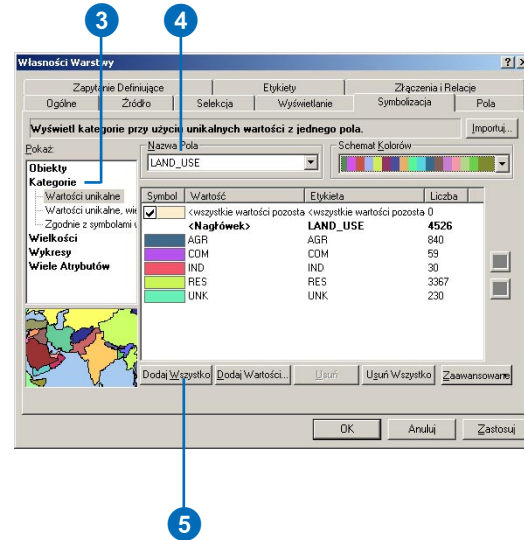 3 4
Własności Warstwy
Zapytanie Definiujące Etykiety Złączenia i Relacje
Ogólne Źródło Selekcja Wyświetlanie Symbolizacja Pola
Wyświetl kategorie przy użyciu unikalnych wartości z jednego pola.
Importuj...
Pokaż:
Obiekty
Kategorie
Wartości unikalne
Wartości unikalne, wie
Zgodnie z symbolami u
Wielkości
Wykresy
Wiele Atrybutów
Nazwa Pola
LAND_USE
Schemat Kolorów
Symbol Wartość Etykieta Liczba
<wszystkie wartości pozosta <wszystkie wartości pozosta 0
<Nagłówek> LAND_USE 4526
AGR AGR 840
COM COM 59
IND IND 30
RES RES 3367
UNK UNK 230
Dodaj Wszystko Dodaj Wartości... Usuń Usuń Wszystko Zaawansowane
OK Anuluj Zastosuj
5